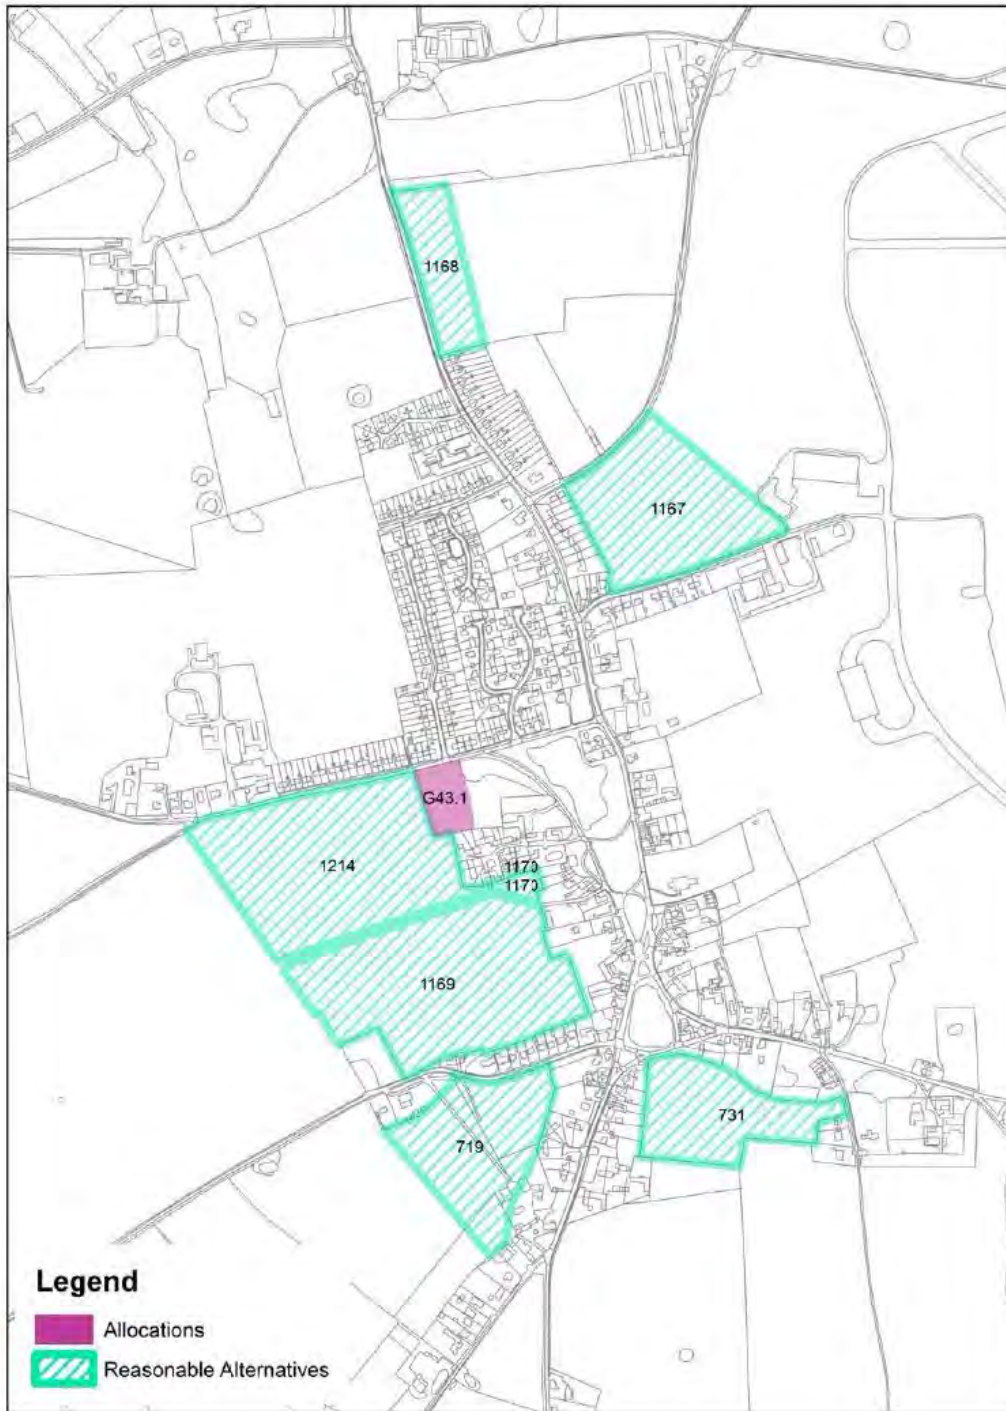 1168
1167
G43.1
1214
1170
1170
1169
731
719
Legend
Allocations
Reasonable Alternatives